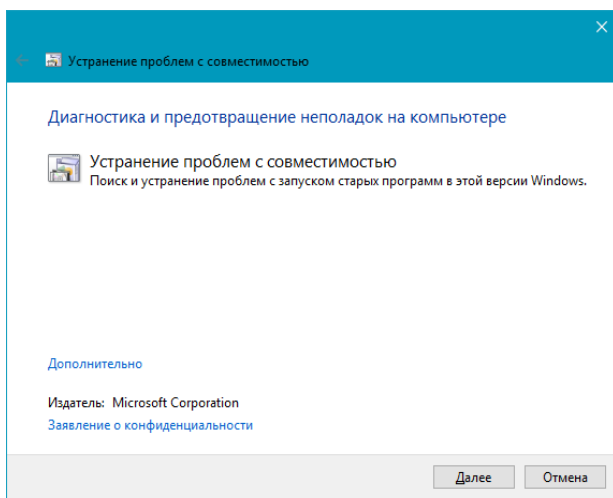 Устранение проблем с совместимостью
Диагностика и предотвращение неполадок на компьютере
Устранение проблем с совместимостью
Поиск и устранение проблем с запуском старых программ в этой версии Windows.
Дополнительно
Издатель: Microsoft Corporation
Заявление о конфиденциальности
Далее Отмена